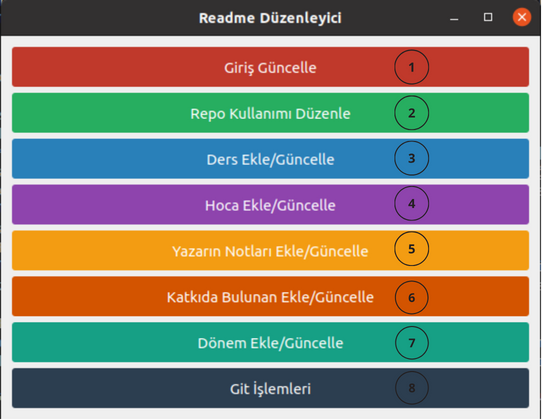 Readme Düzenleyici
Giriş Güncelle 1
Repo Kullanımı Düzenle 2
Ders Ekle/Güncelle 3
Hoca Ekle/Güncelle 4
Yazarın Notları Ekle/Güncelle 5
Katkıda Bulunan Ekle/Güncelle 6
Dönem Ekle/Güncelle 7
Git İşlemleri 8